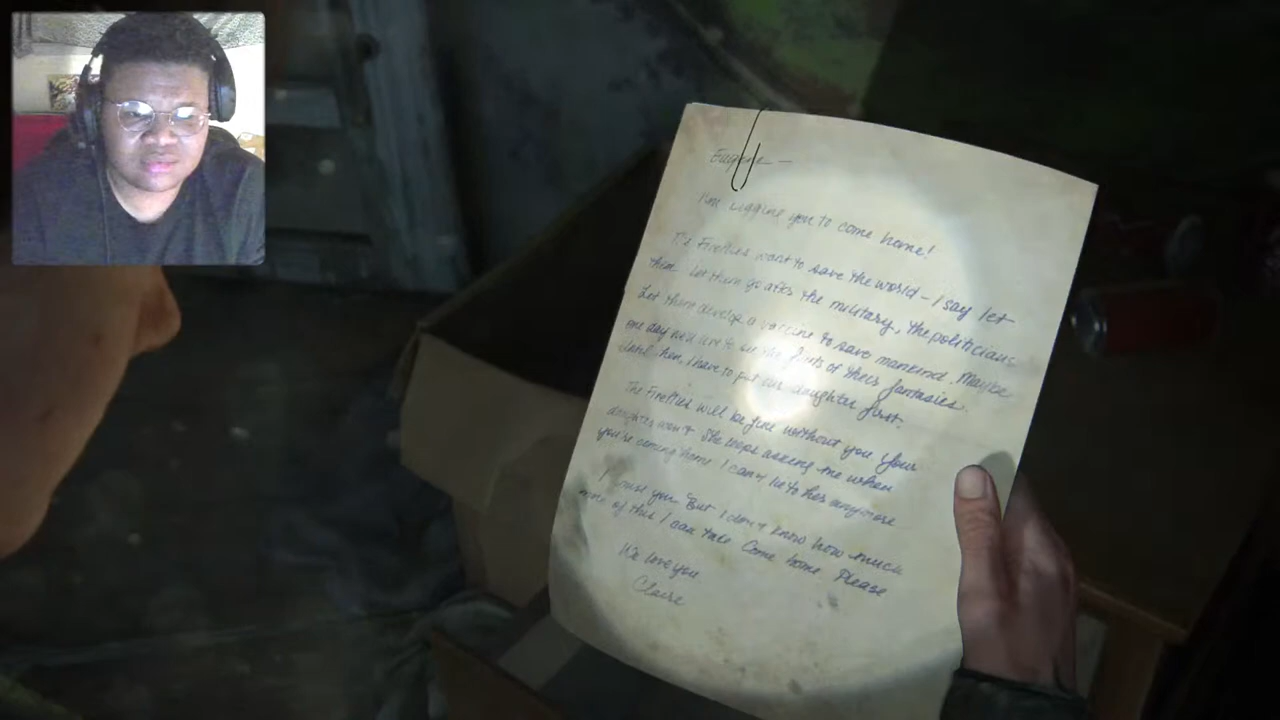 Eugene —
I'm begging you to come home!
The Fireflies want to save the world – I say let
them. Let them go after the military, the politicians.
Let them develop a vaccine to save mankind. Maybe
one day we'll live to see the fruits of their fantasies.
Until then, I have to put our daughter first.
The Fireflies will be fine without you. Your
daughter won't. She keeps asking me when
you're coming home. I can't lie to her anymore
I miss you. But I don't know how much
more of this I can take. Come home. Please
We love you
Claire